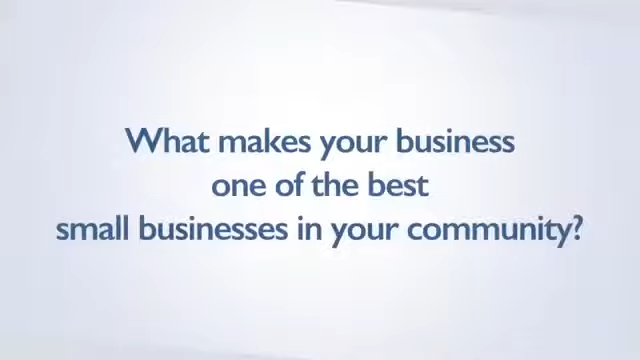 What makes your business
one of the best
small businesses in your community?